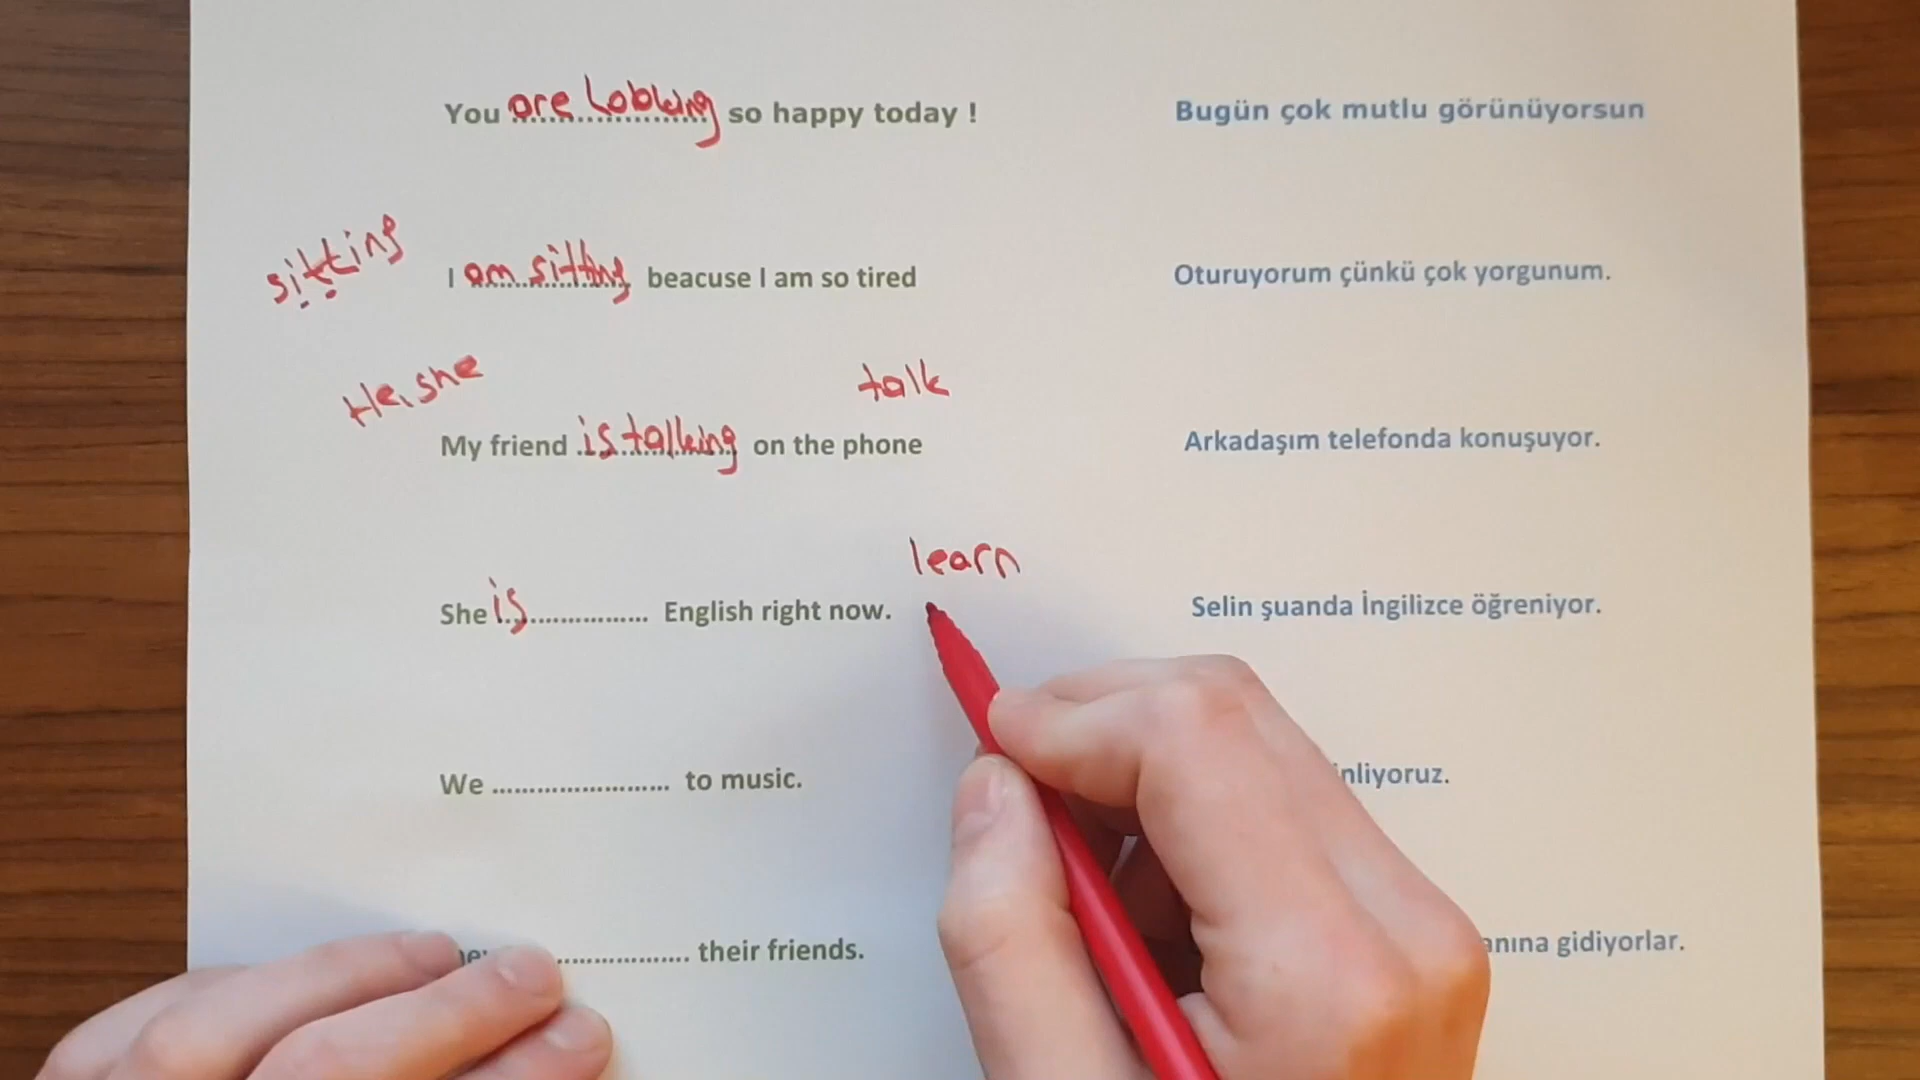 You are looking so happy today !
Bugün çok mutlu görünüyorsun
sitting
I am sitting beacuse I am so tired
Oturuyorum çünkü çok yorgunum.
He, she
talk
My friend is talking on the phone
Arkadaşım telefonda konuşuyor.
learn
She is................ English right now.
Selin şuanda İngilizce öğreniyor.
We ........................ to music.
................. their friends.
gidiyorlar.